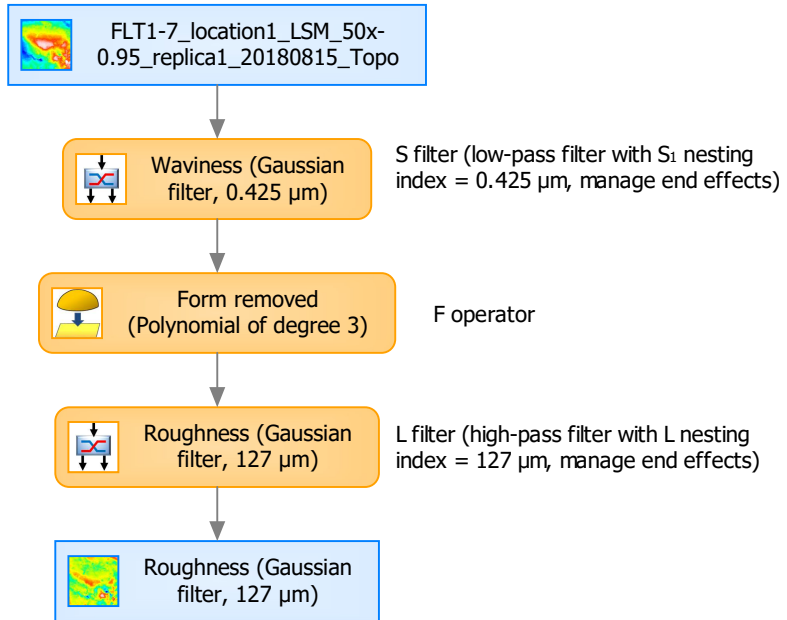 FLT1-7_location1_LSM_50x-
0.95_replica1_20180815_Topo
Waviness (Gaussian
filter, 0.425 µm)
S filter (low-pass filter with S₁ nesting
index = 0.425 µm, manage end effects)
Form removed
(Polynomial of degree 3)
F operator
Roughness (Gaussian
filter, 127 µm)
L filter (high-pass filter with L nesting
index = 127 µm, manage end effects)
Roughness (Gaussian
filter, 127 µm)